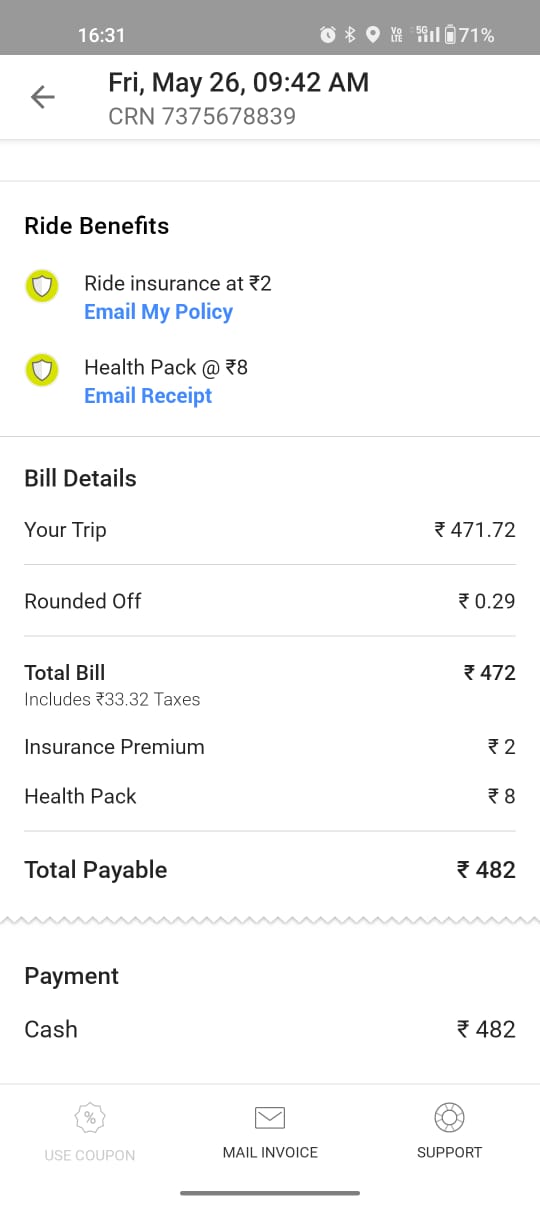 16:31
Vo LTE 5G 71%
Fri, May 26, 09:42 AM
CRN 7375678839
Ride Benefits
Ride insurance at ₹2
Email My Policy
Health Pack @ ₹8
Email Receipt
Bill Details
Your Trip ₹ 471.72
Rounded Off ₹ 0.29
Total Bill ₹ 472
Includes ₹33.32 Taxes
Insurance Premium ₹ 2
Health Pack ₹ 8
Total Payable ₹ 482
Payment
Cash ₹ 482
%
USE COUPON MAIL INVOICE SUPPORT